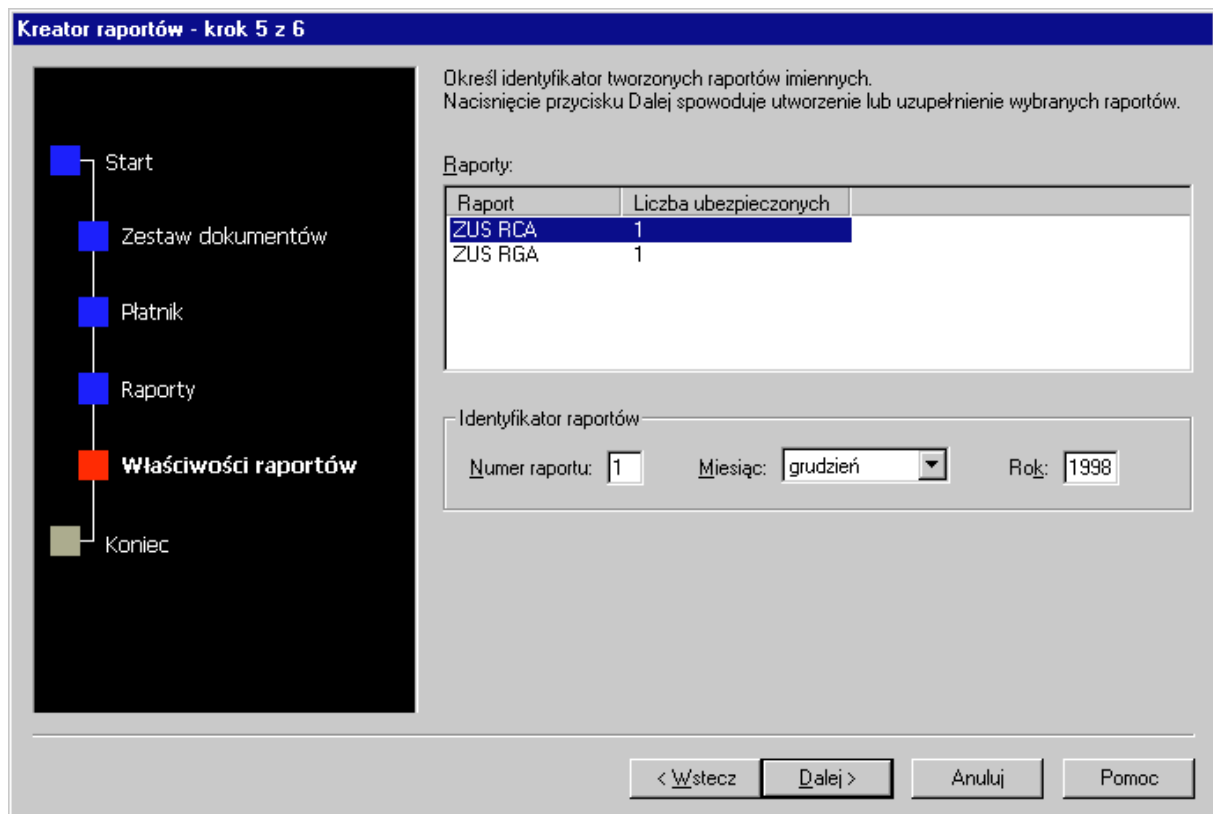 Kreator raportów - krok 5 z 6
Start
Zestaw dokumentów
Płatnik
Raporty
Właściwości raportów
Koniec
Określ identyfikator tworzonych raportów imiennych.
Nacisnięcie przycisku Dalej spowoduje utworzenie lub uzupełnienie wybranych raportów.
Raporty:
Raport Liczba ubezpieczonych
ZUS RCA 1
ZUS RGA 1
Identyfikator raportów
Numer raportu: 1 Miesiąc: grudzień Rok: 1998
< Wstecz Dalej > Anuluj Pomoc